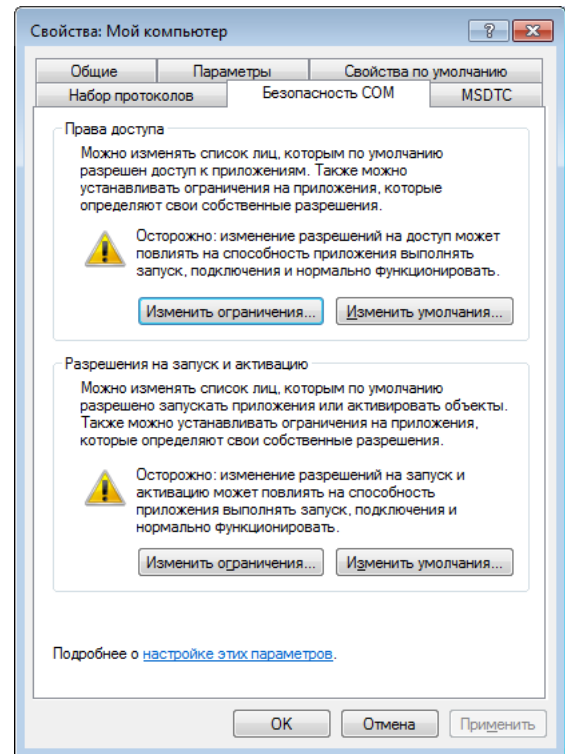 Свойства: Мой компьютер
Общие
Параметры
Свойства по умолчанию
Набор протоколов
Безопасность COM
MSDTC
Права доступа
Можно изменять список лиц, которым по умолчанию
разрешен доступ к приложениям. Также можно
устанавливать ограничения на приложения, которые
определяют свои собственные разрешения.
Осторожно: изменение разрешений на доступ может
повлиять на способность приложения выполнять
запуск, подключения и нормально функционировать.
Изменить ограничения...
Изменить умолчания...
Разрешения на запуск и активацию
Можно изменять список лиц, которым по умолчанию
разрешено запускать приложения или активировать объекты.
Также можно устанавливать ограничения на приложения,
которые определяют свои собственные разрешения.
Осторожно: изменение разрешений на запуск и
активацию может повлиять на способность
приложения выполнять запуск, подключения и
нормально функционировать.
Изменить ограничения...
Изменить умолчания...
Подробнее о настройке этих параметров.
OK
Отмена
Применить